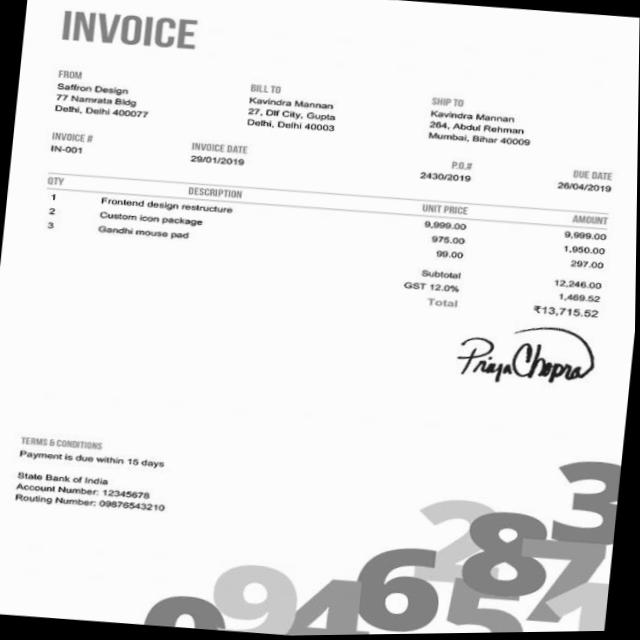 INVOICE
FROM
Saffron Design
77 Namrata Bldg
Delhi, Delhi 400077
BILL TO
Kavindra Mannan
27, Dlf City, Gupta
Delhi, Delhi 40003
SHIP TO
Kavindra Mannan
264, Abdul Rehman
Mumbai, Bihar 40009
INVOICE #
IN-001
INVOICE DATE
29/01/2019
P.O.#
2430/2019
DUE DATE
26/04/2019
QTY DESCRIPTION UNIT PRICE AMOUNT
1 Frontend design restructure 9,999.00 9,999.00
2 Custom icon package 975.00 1,950.00
3 Gandhi mouse pad 99.00 297.00
Subtotal 12,246.00
GST 12.0% 1,469.52
Total ₹13,715.52
Priya Chopra
TERMS & CONDITIONS
Payment is due within 15 days
State Bank of India
Account Number: 12345678
Routing Number: 09876543210
3
2 8 7
9 4 6 5 1